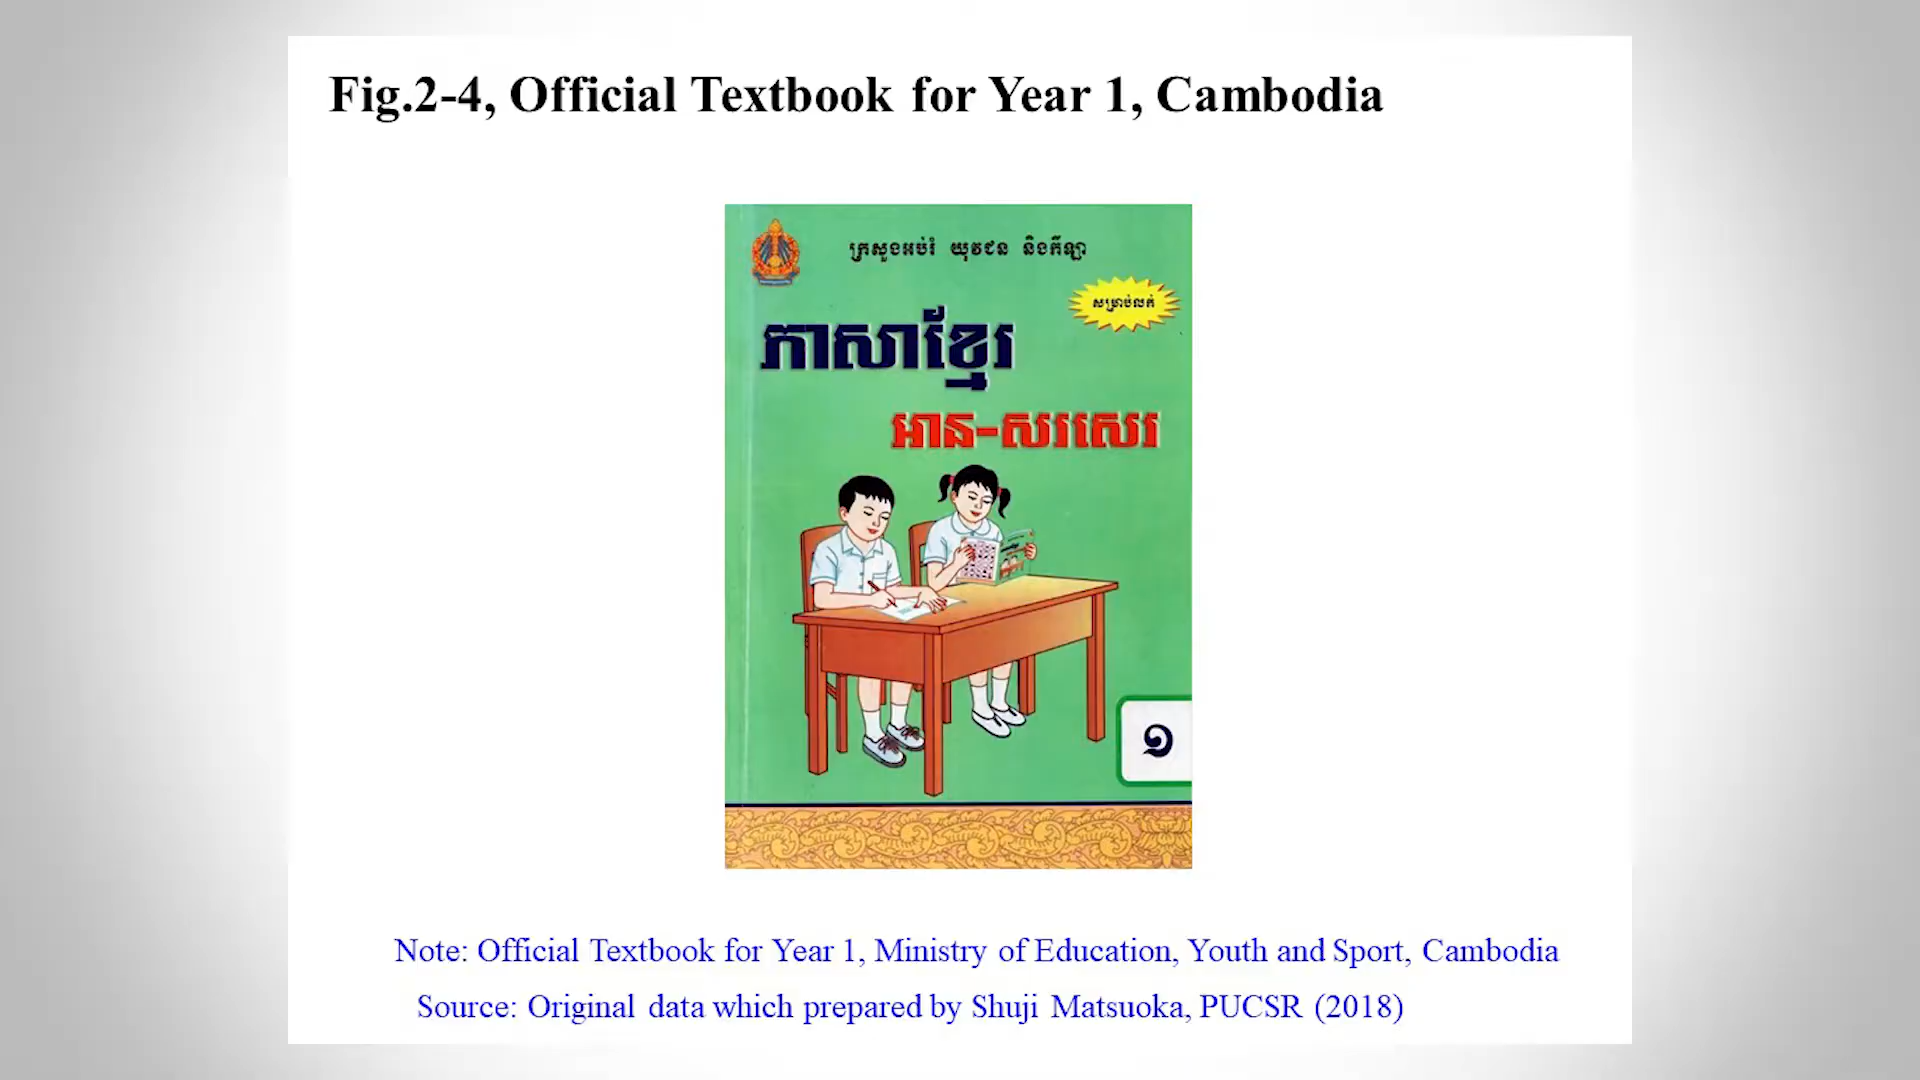 Fig.2-4, Official Textbook for Year 1, Cambodia
ក្រសួងអប់រំ យុវជន និងកីឡា
សម្រាប់លក់
ភាសាខ្មែរ
អាន-សរសេរ
១
Note: Official Textbook for Year 1, Ministry of Education, Youth and Sport, Cambodia
Source: Original data which prepared by Shuji Matsuoka, PUCSR (2018)